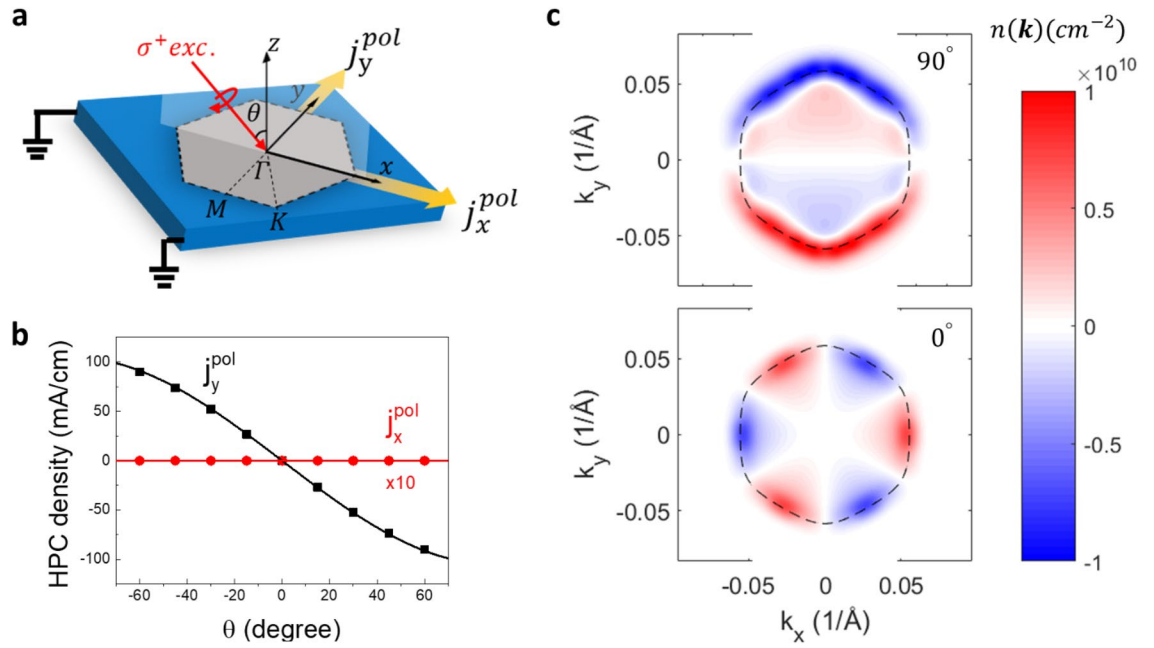 a
σ⁺exc.
z
j_y^pol
θ
y
Γ
x
M
K
j_x^pol
b
HPC density (mA/cm)
100
50
0
-50
-100
j_y^pol
j_x^pol
x10
-60 -40 -20 0 20 40 60
θ (degree)
c
n(k)(cm⁻²)
×10¹⁰
90°
k_y (1/Å)
0.05
0
-0.05
0°
k_y (1/Å)
0.05
0
-0.05
-0.05 0 0.05
k_x (1/Å)
1
0.5
0
-0.5
-1